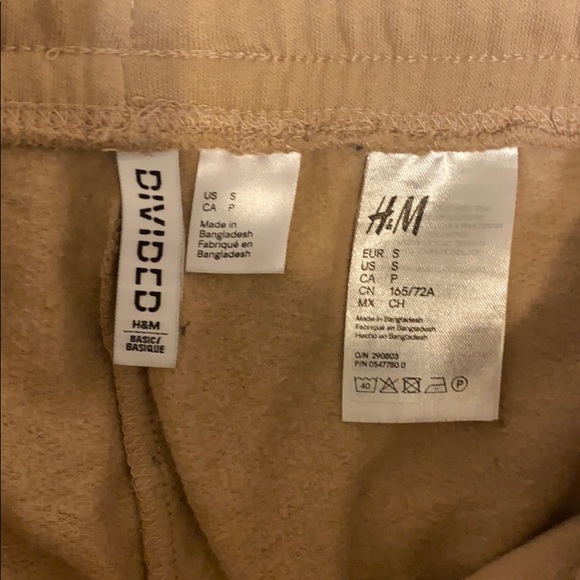 DIVIDED
H&M
BASIC/
BASIQUE
US S
CA P
Made in
Bangladesh
Fabriqué en
Bangladesh
H&M
EUR S
US S
CA P
CN 165/72A
MX CH
Made in Bangladesh
Fabriqué en Bangladesh
Hecho en Bangladesh
O/N 290803
P/N 0547780 0
40
P